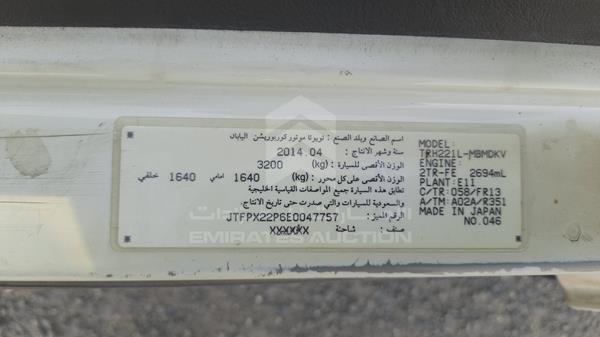 اسم الصانع وبلد الصنع : تويوتا موتور كوربوريشن اليابان
سنة وشهر الانتاج : 2014.04
الوزن الأقصى للسيارة : (kg) 3200
الوزن الأقصى على كل محور : (kg) 1640 امامي 1640 خلفي
تطابق هذه السيارة جميع المواصفات القياسية الخليجية
والسعودية للسيارات والتي صدرت حتى تاريخ الانتاج.
الرقم المميز : JTFPX22P6E0047757
صنف : شاحنة XXXXXX
MODEL:
TRH221L-MBMDKV
ENGINE:
2TR-FE 2694mL
PLANT: E11
C/TR: 058/FR13
A/TM: A02A/R351
MADE IN JAPAN
NO.046
الإمارات للمزادات
EMIRATES AUCTION